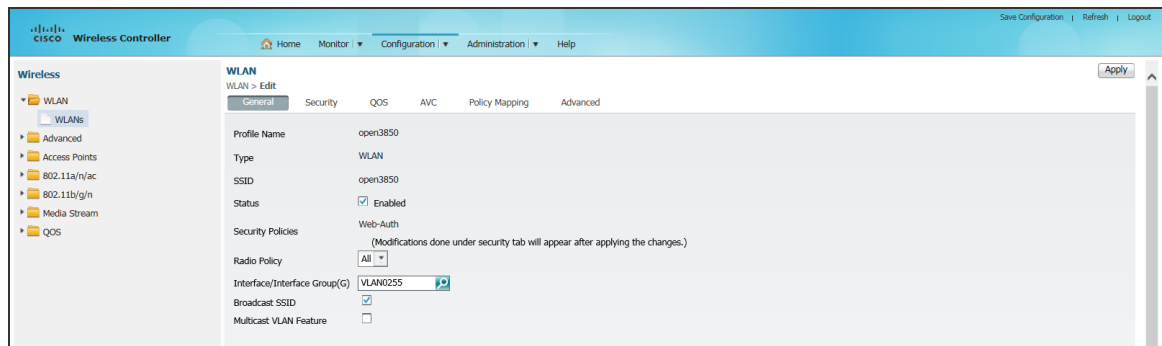 Save Configuration | Refresh | Logout
CISCO Wireless Controller
Home Monitor Configuration Administration Help
Wireless
WLAN
WLANs
Advanced
Access Points
802.11a/n/ac
802.11b/g/n
Media Stream
QOS
WLAN
Apply
WLAN > Edit
General Security QOS AVC Policy Mapping Advanced
Profile Name open3850
Type WLAN
SSID open3850
Status Enabled
Security Policies Web-Auth
(Modifications done under security tab will appear after applying the changes.)
Radio Policy All
Interface/Interface Group(G) VLAN0255
Broadcast SSID
Multicast VLAN Feature